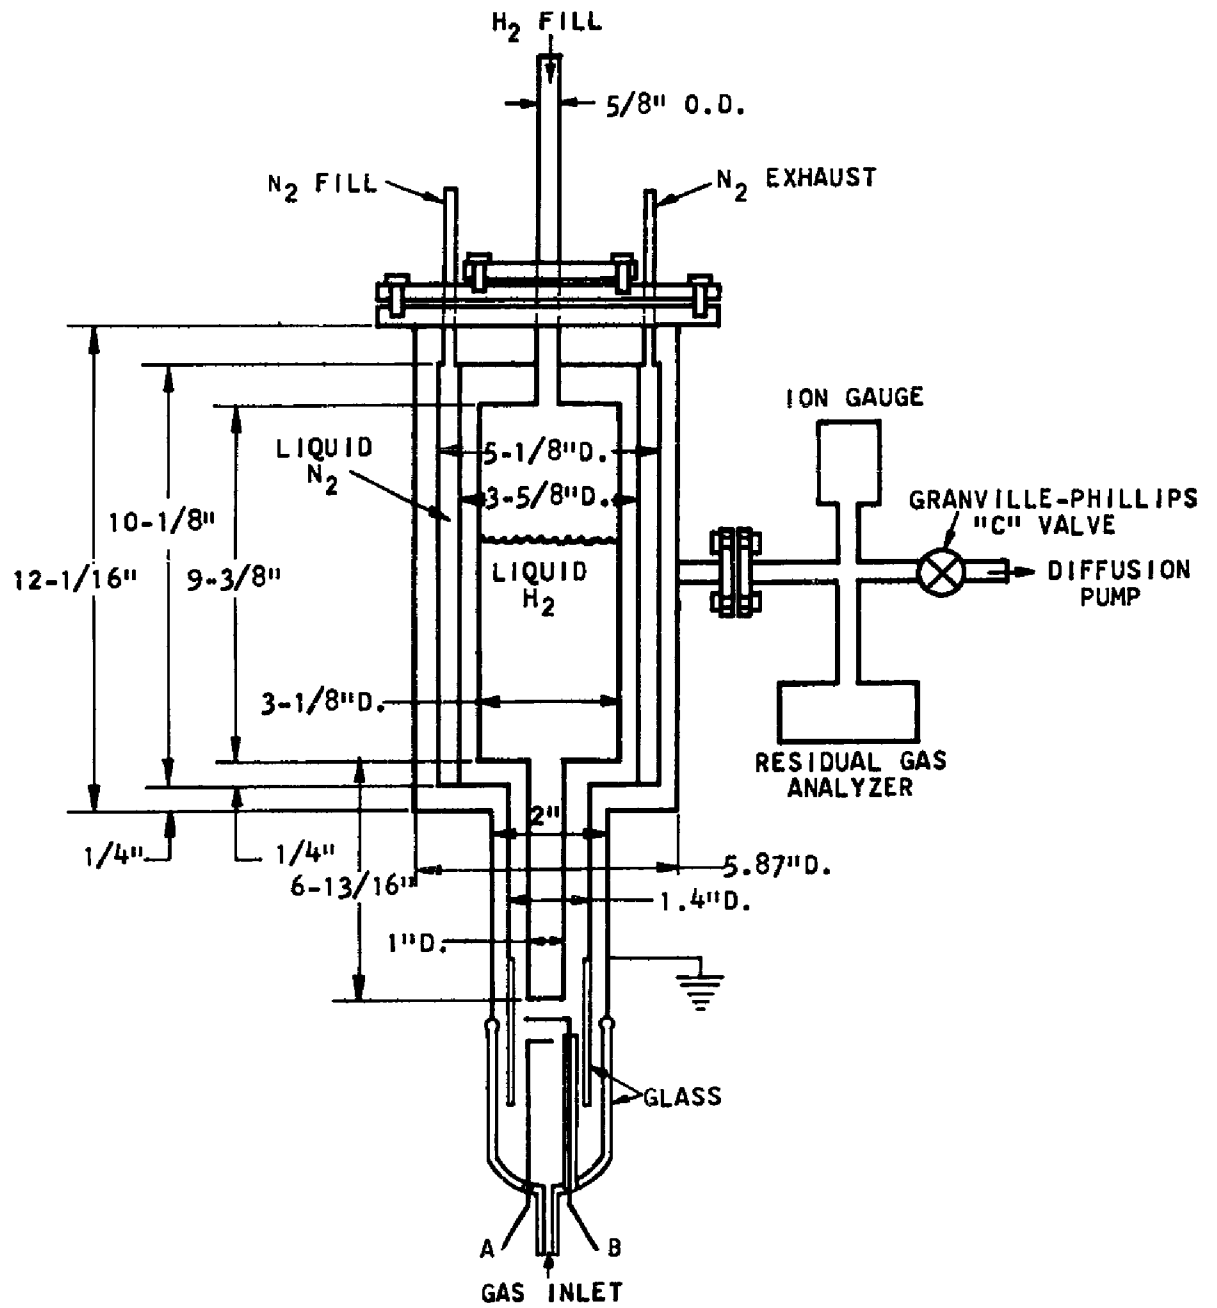 H2 FILL
5/8" O.D.
N2 FILL
N2 EXHAUST
ION GAUGE
LIQUID
N2
5-1/8"D.
3-5/8"D.
GRANVILLE-PHILLIPS
"C" VALVE
10-1/8"
12-1/16"
9-3/8"
LIQUID
H2
DIFFUSION
PUMP
3-1/8"D.
RESIDUAL GAS
ANALYZER
2"
1/4"
1/4"
5.87"D.
6-13/16"
1.4"D.
1"D.
GLASS
A
B
GAS INLET